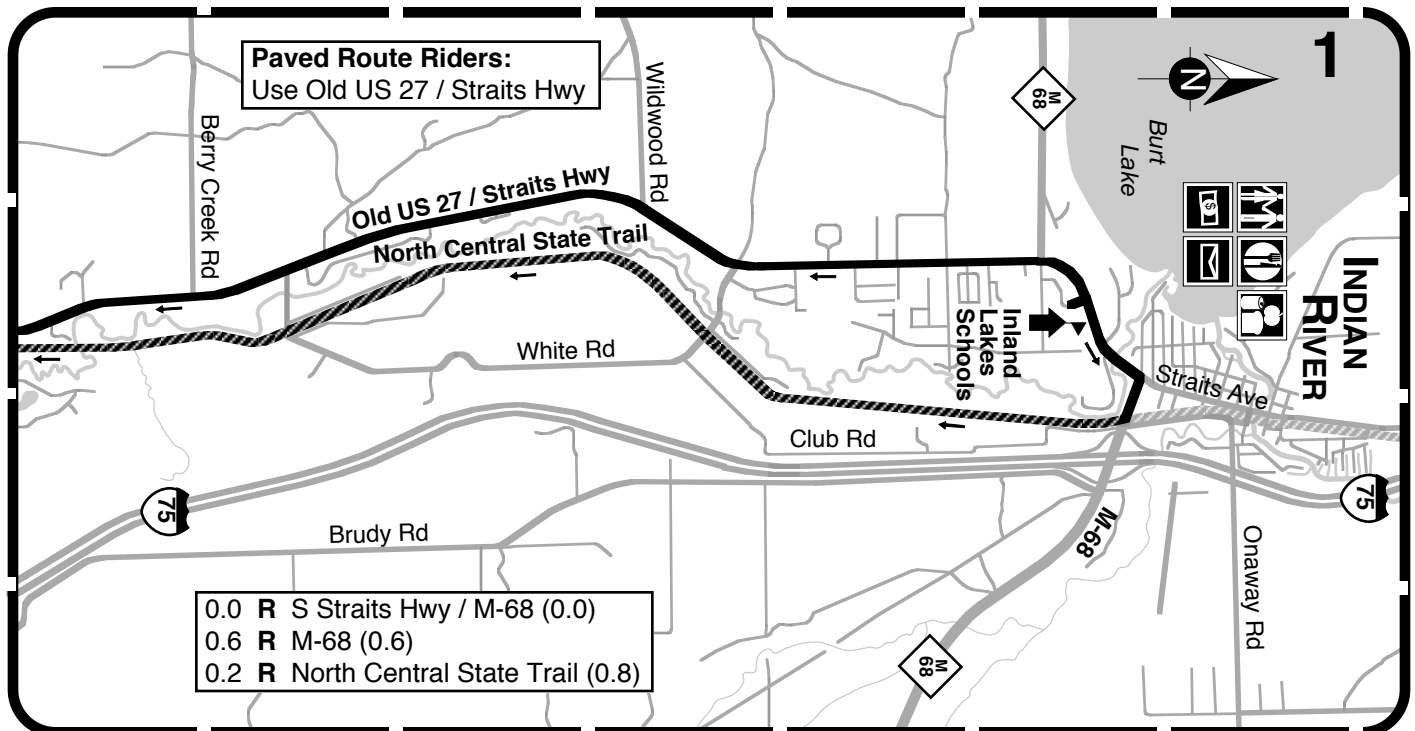 1
Paved Route Riders:
Use Old US 27 / Straits Hwy
N
M
68
Burt
Lake
Wildwood Rd
Berry Creek Rd
Old US 27 / Straits Hwy
North Central State Trail
$
INDIAN
RIVER
Inland
Lakes
Schools
White Rd
Straits Ave
Club Rd
75
75
M-68
Brudy Rd
Onaway Rd
M
68
0.0 R S Straits Hwy / M-68 (0.0)
0.6 R M-68 (0.6)
0.2 R North Central State Trail (0.8)